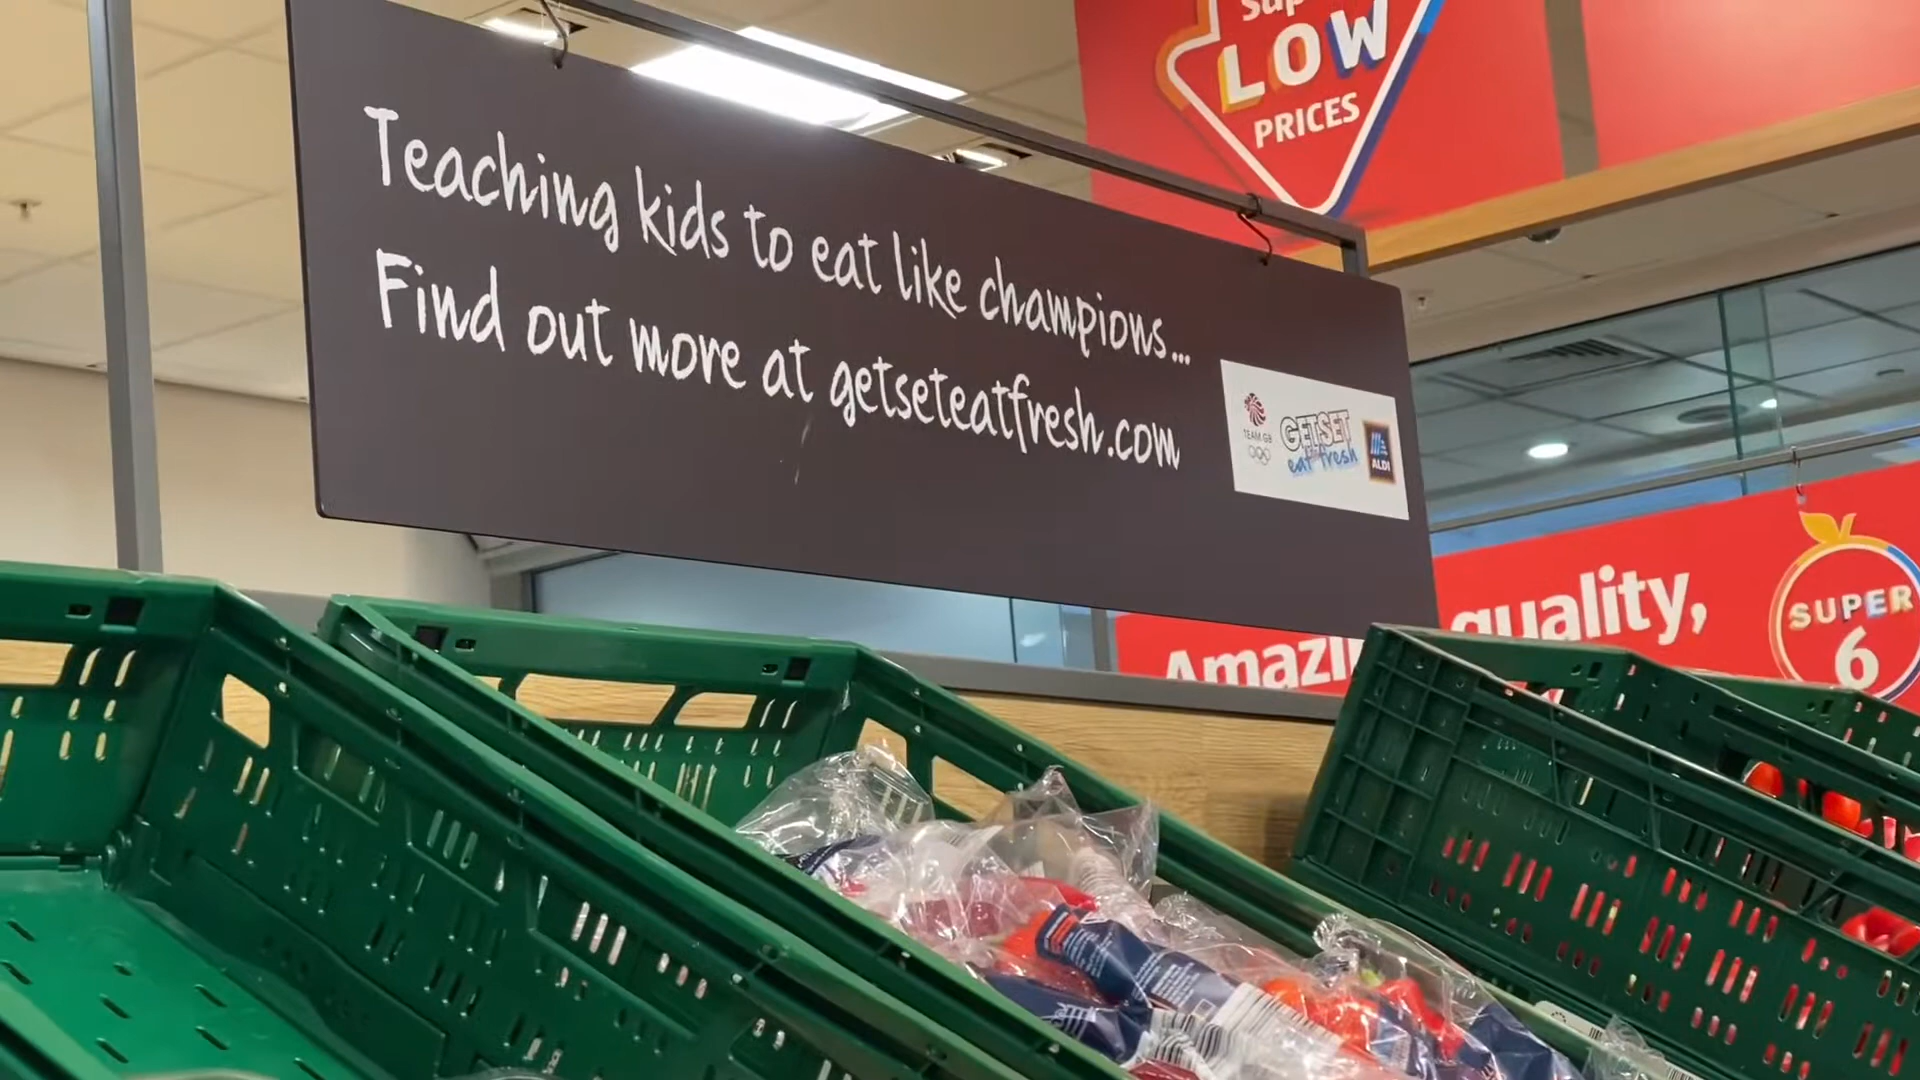 LOW
PRICES
Teaching kids to eat like champions...
Find out more at getseteatfresh.com
TEAM GB
GET SET
eat fresh
ALDI
quality,
SUPER
6